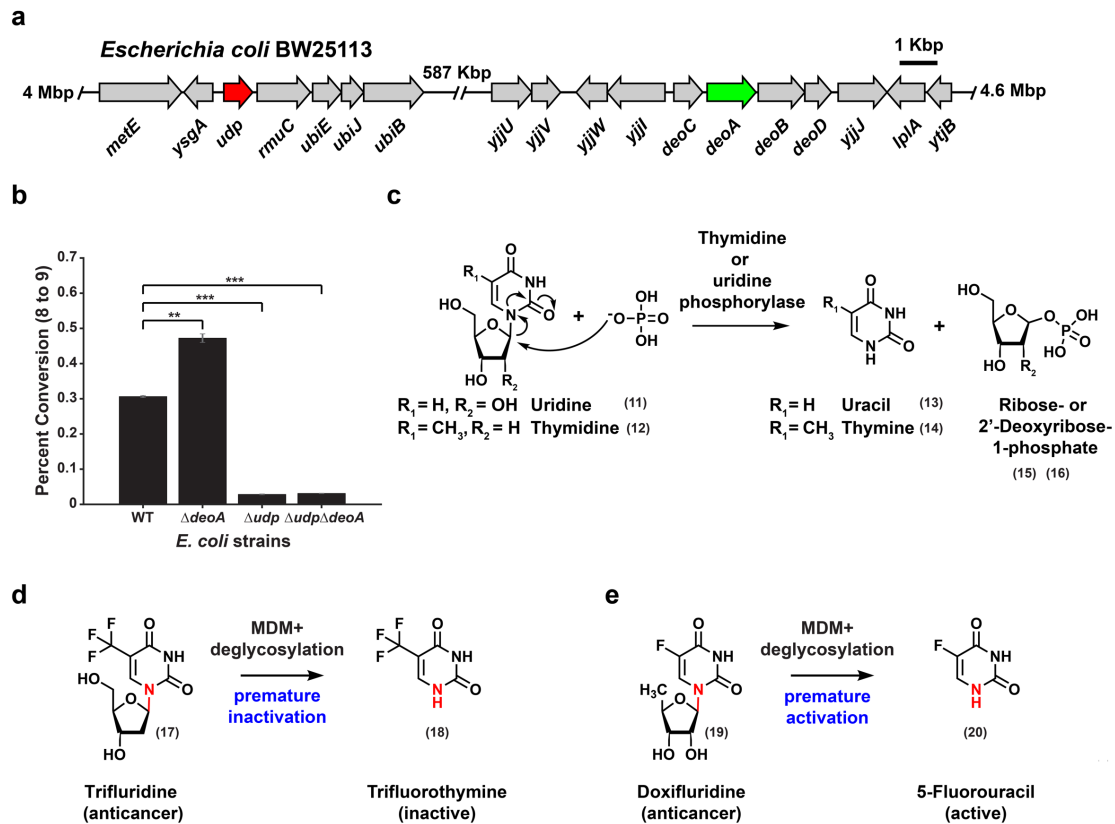 a
Escherichia coli BW25113
1 Kbp
4 Mbp
587 Kbp
4.6 Mbp
metE ysgA udp rmuC ubiE ubiJ ubiB yjjU yjjV yjjW yjjI deoC deoA deoB deoD yjjJ lplA ytjB
b
Percent Conversion (8 to 9)
0.7
0.6
0.5
0.4
0.3
0.2
0.1
0
***
***
**
WT ΔdeoA Δudp ΔudpΔdeoA
E. coli strains
c
R1 O NH O N HO O HO R2
+
OH -O-P=O OH
Thymidine
or
uridine
phosphorylase
R1 O NH O N H
+
HO O O HO R2 P OH O HO
R1= H, R2= OH Uridine (11)
R1= CH3, R2= H Thymidine (12)
R1= H Uracil (13)
R1= CH3 Thymine (14)
Ribose- or
2'-Deoxyribose-
1-phosphate
(15) (16)
d
F F F O NH O N HO O HO
(17)
MDM+
deglycosylation
premature
inactivation
F F F O NH O N H
(18)
Trifluridine
(anticancer)
Trifluorothymine
(inactive)
e
F O NH O N H3C O HO OH
(19)
MDM+
deglycosylation
premature
activation
F O NH O N H
(20)
Doxifluridine
(anticancer)
5-Fluorouracil
(active)